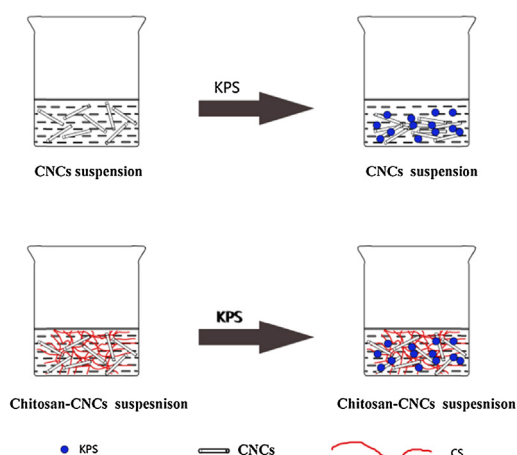 KPS
CNCs suspension
CNCs suspension
KPS
Chitosan-CNCs suspesnison
Chitosan-CNCs suspesnison
KPS
CNCs
CS